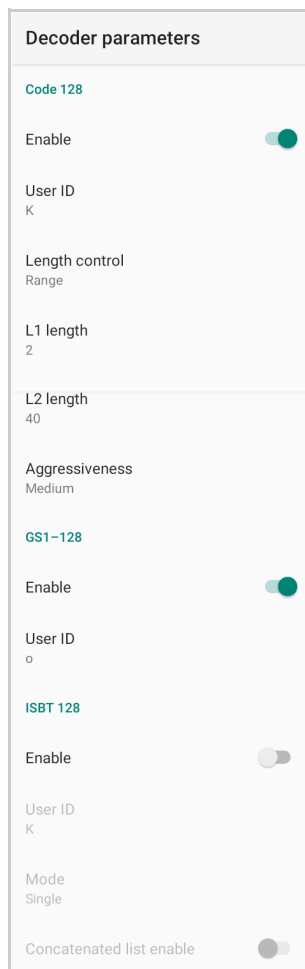 Decoder parameters
Code 128
Enable
User ID
K
Length control
Range
L1 length
2
L2 length
40
Aggressiveness
Medium
GS1–128
Enable
User ID
o
ISBT 128
Enable
User ID
K
Mode
Single
Concatenated list enable